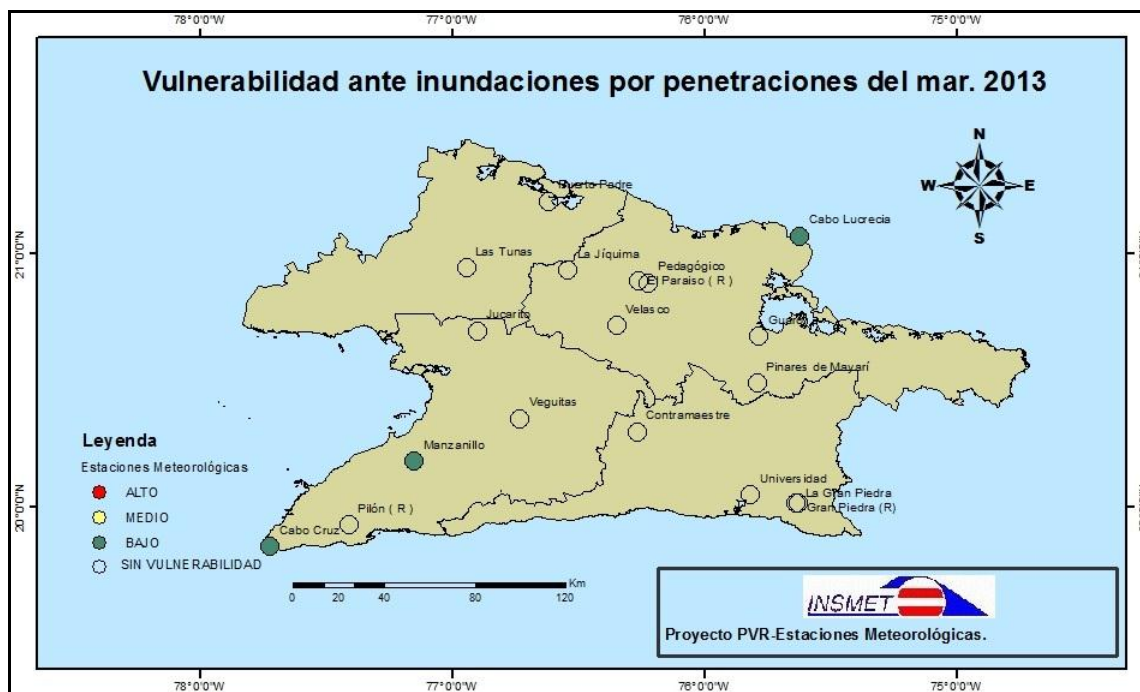 78°0'0"W 77°0'0"W 76°0'0"W 75°0'0"W
Vulnerabilidad ante inundaciones por penetraciones del mar. 2013
N
W E
S
Puerto Padre
Cabo Lucrecia
21°0'0"N
Las Tunas
La Jíquima
Pedagógico
El Paraiso ( R )
Jucarito
Velasco
Guaro
Pinares de Mayarí
Veguitas
Contramaestre
Manzanillo
Universidad
La Gran Piedra
Gran Piedra (R)
20°0'0"N
Pilón ( R )
Cabo Cruz
Leyenda
Estaciones Meteorológicas
ALTO
MEDIO
BAJO
SIN VULNERABILIDAD
Km
0 20 40 80 120
INSMET
Proyecto PVR-Estaciones Meteorológicas.
78°0'0"W 77°0'0"W 76°0'0"W 75°0'0"W